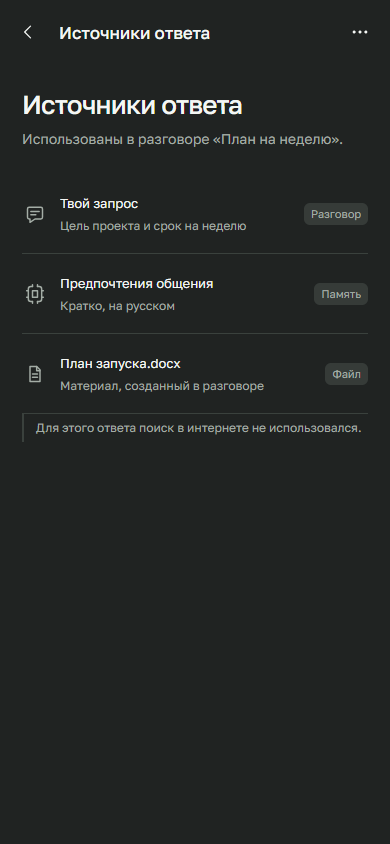 Источники ответа
Источники ответа
Использованы в разговоре «План на неделю».
Твой запрос
Цель проекта и срок на неделю
Разговор
Предпочтения общения
Кратко, на русском
Память
План запуска.docx
Материал, созданный в разговоре
Файл
Для этого ответа поиск в интернете не использовался.